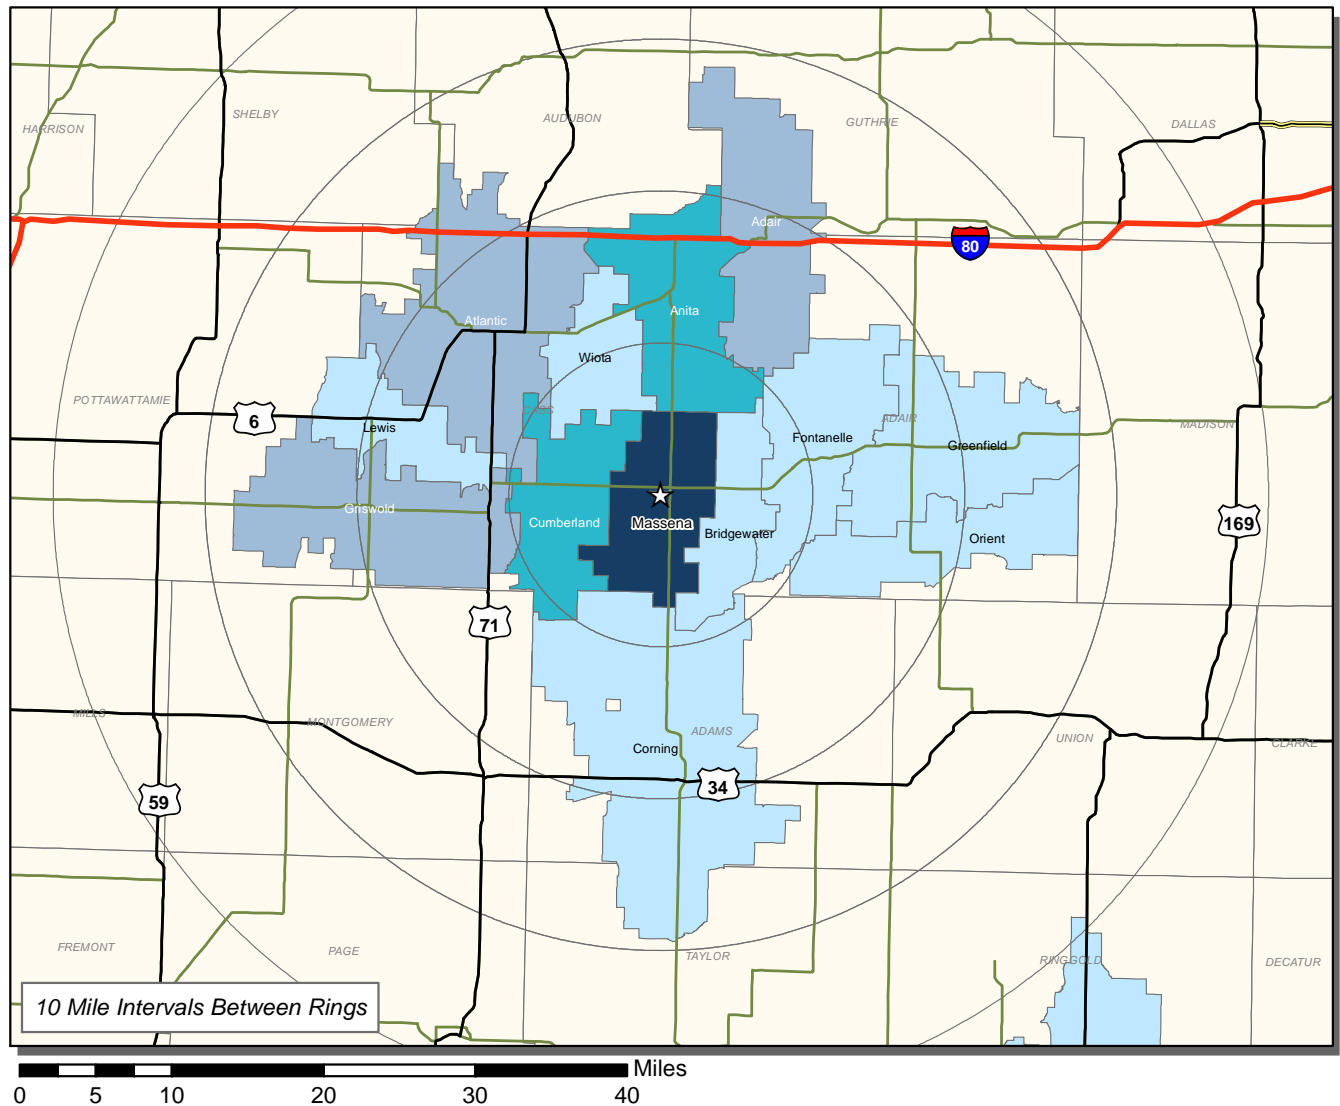 SHELBY
AUDUBON
GUTHRIE
DALLAS
HARRISON
Adair
80
Anita
Atlantic
Wiota
POTTAWATTAMIE
CASS
6
ADAIR
MADISON
Lewis
Fontanelle
Greenfield
Griswold
Cumberland
Massena
169
Bridgewater
Orient
71
MILLS
MONTGOMERY
ADAMS
UNION
CLARKE
Corning
34
59
FREMONT
PAGE
TAYLOR
RINGGOLD
DECATUR
10 Mile Intervals Between Rings
Miles
0 5 10 20 30 40